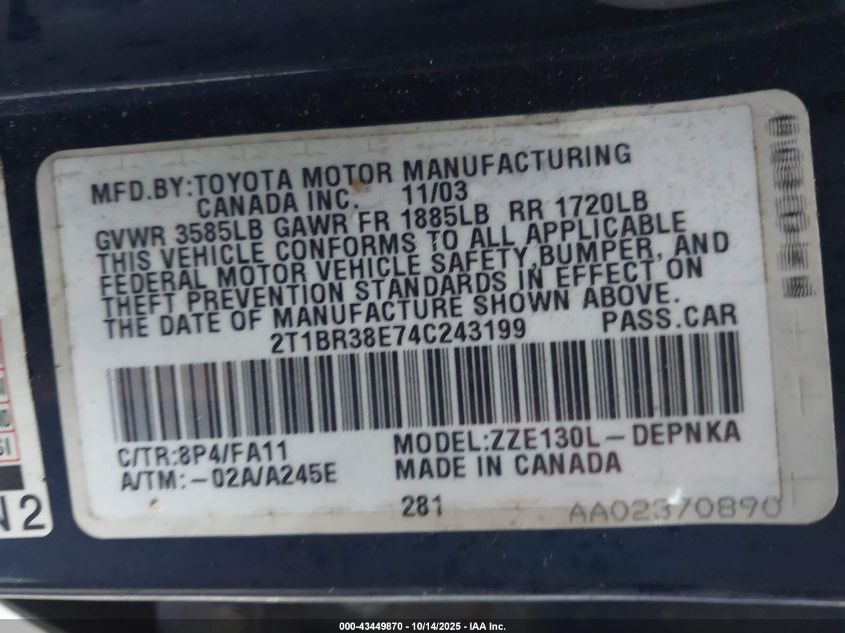 MFD.BY:TOYOTA MOTOR MANUFACTURING
CANADA INC. 11/03
GVWR 3585LB GAWR FR 1885LB RR 1720LB
THIS VEHICLE CONFORMS TO ALL APPLICABLE
FEDERAL MOTOR VEHICLE SAFETY,BUMPER, AND
THEFT PREVENTION STANDARDS IN EFFECT ON
THE DATE OF MANUFACTURE SHOWN ABOVE.
2T1BR38E74C243199 PASS.CAR
C/TR:8P4/FA11 MODEL:ZZE130L-DEPNKA
A/TM:-02A/A245E MADE IN CANADA
281 AA02370890
N2
000-43449870 - 10/14/2025 - IAA Inc.